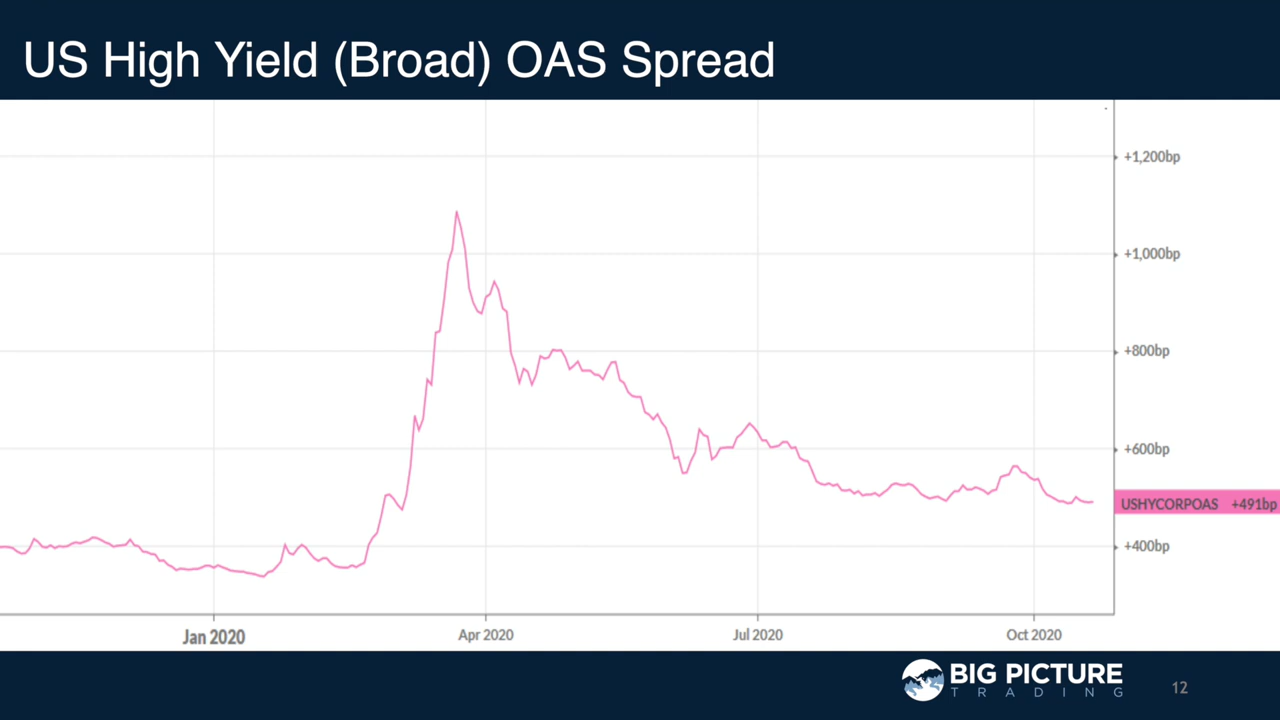 US High Yield (Broad) OAS Spread
+1,200bp
+1,000bp
+800bp
+600bp
USHYCORPOAS +491bp
+400bp
Jan 2020 Apr 2020 Jul 2020 Oct 2020
BIG PICTURE
TRADING
12